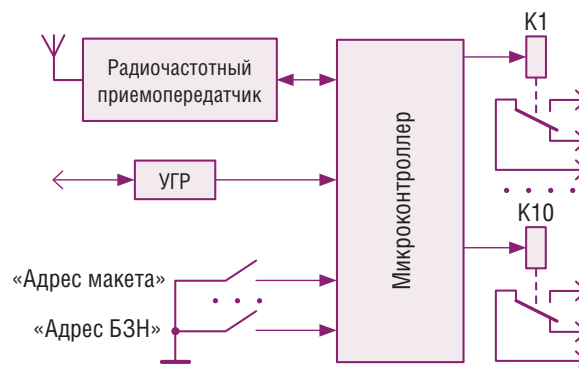 Радиочастотный
приемопередатчик
УГР
«Адрес макета»
«Адрес БЗН»
Микроконтроллер
К1
К10